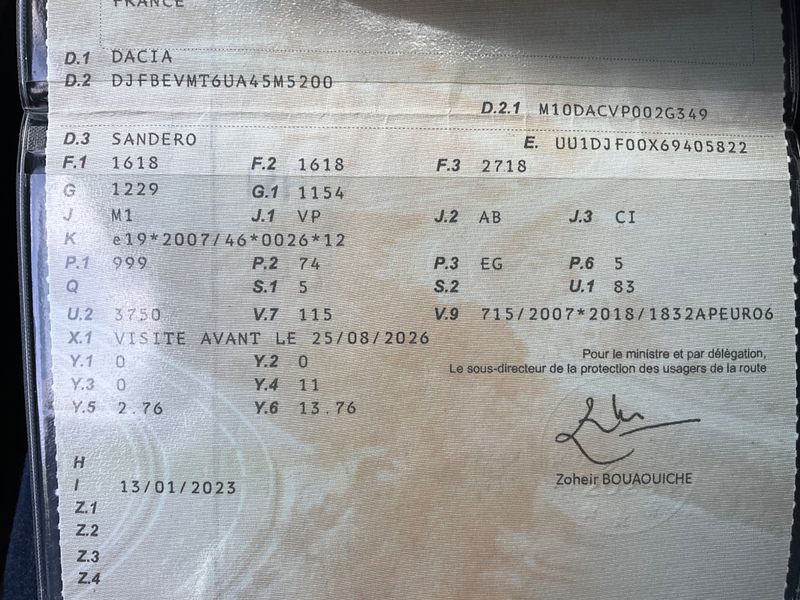 FRANCE
D.1 DACIA
D.2 DJFBEVMT6UA45M5200
D.2.1 M10DACVP002G349
D.3 SANDERO E. UU1DJF00X69405822
F.1 1618 F.2 1618 F.3 2718
G 1229 G.1 1154
J M1 J.1 VP J.2 AB J.3 CI
K e19*2007/46*0026*12
P.1 999 P.2 74 P.3 EG P.6 5
Q S.1 5 S.2 U.1 83
U.2 3750 V.7 115 V.9 715/2007*2018/1832APEURO6
X.1 VISITE AVANT LE 25/08/2026
Y.1 0 Y.2 0
Pour le ministre et par délégation,
Le sous-directeur de la protection des usagers de la route
Y.3 0 Y.4 11
Y.5 2.76 Y.6 13.76
H
Zoheir BOUAOUICHE
I 13/01/2023
Z.1
Z.2
Z.3
Z.4